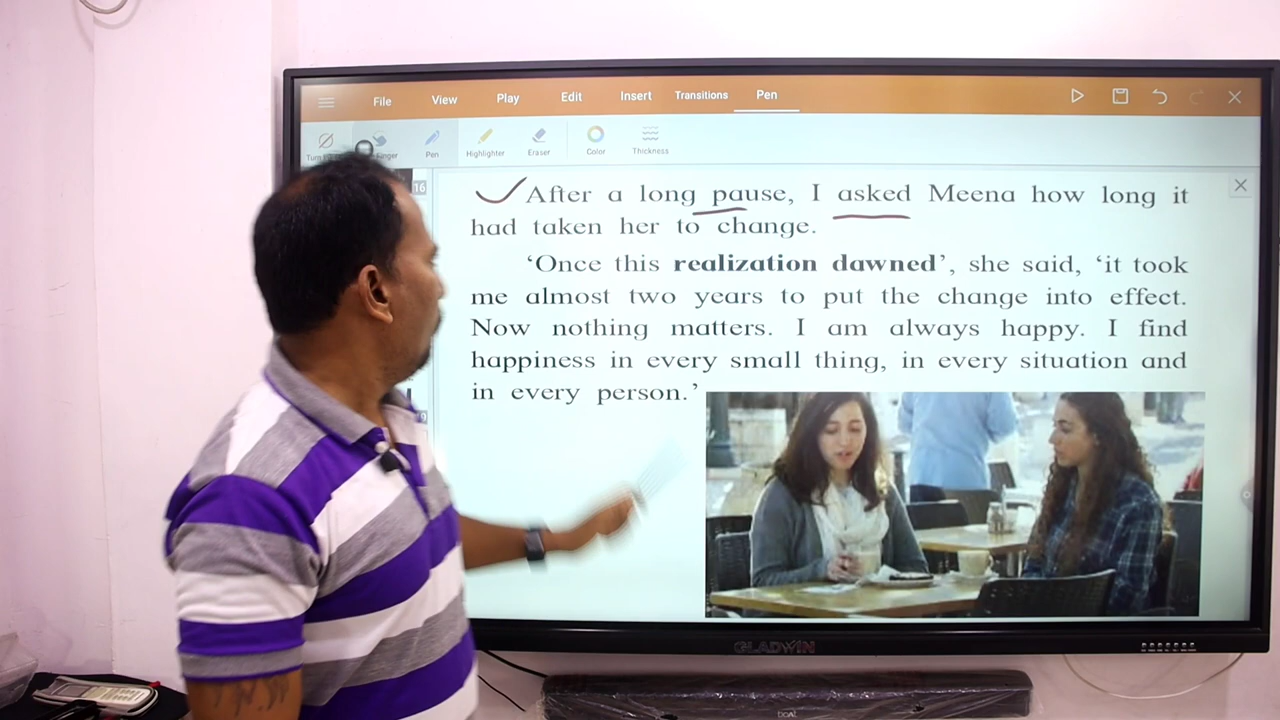 File View Play Edit Insert Transitions Pen
Pen Highlighter Eraser Color Thickness
16
After a long pause, I asked Meena how long it
had taken her to change.
‘Once this realization dawned’, she said, ‘it took
me almost two years to put the change into effect.
Now nothing matters. I am always happy. I find
happiness in every small thing, in every situation and
in every person.’
GLADWIN
boat